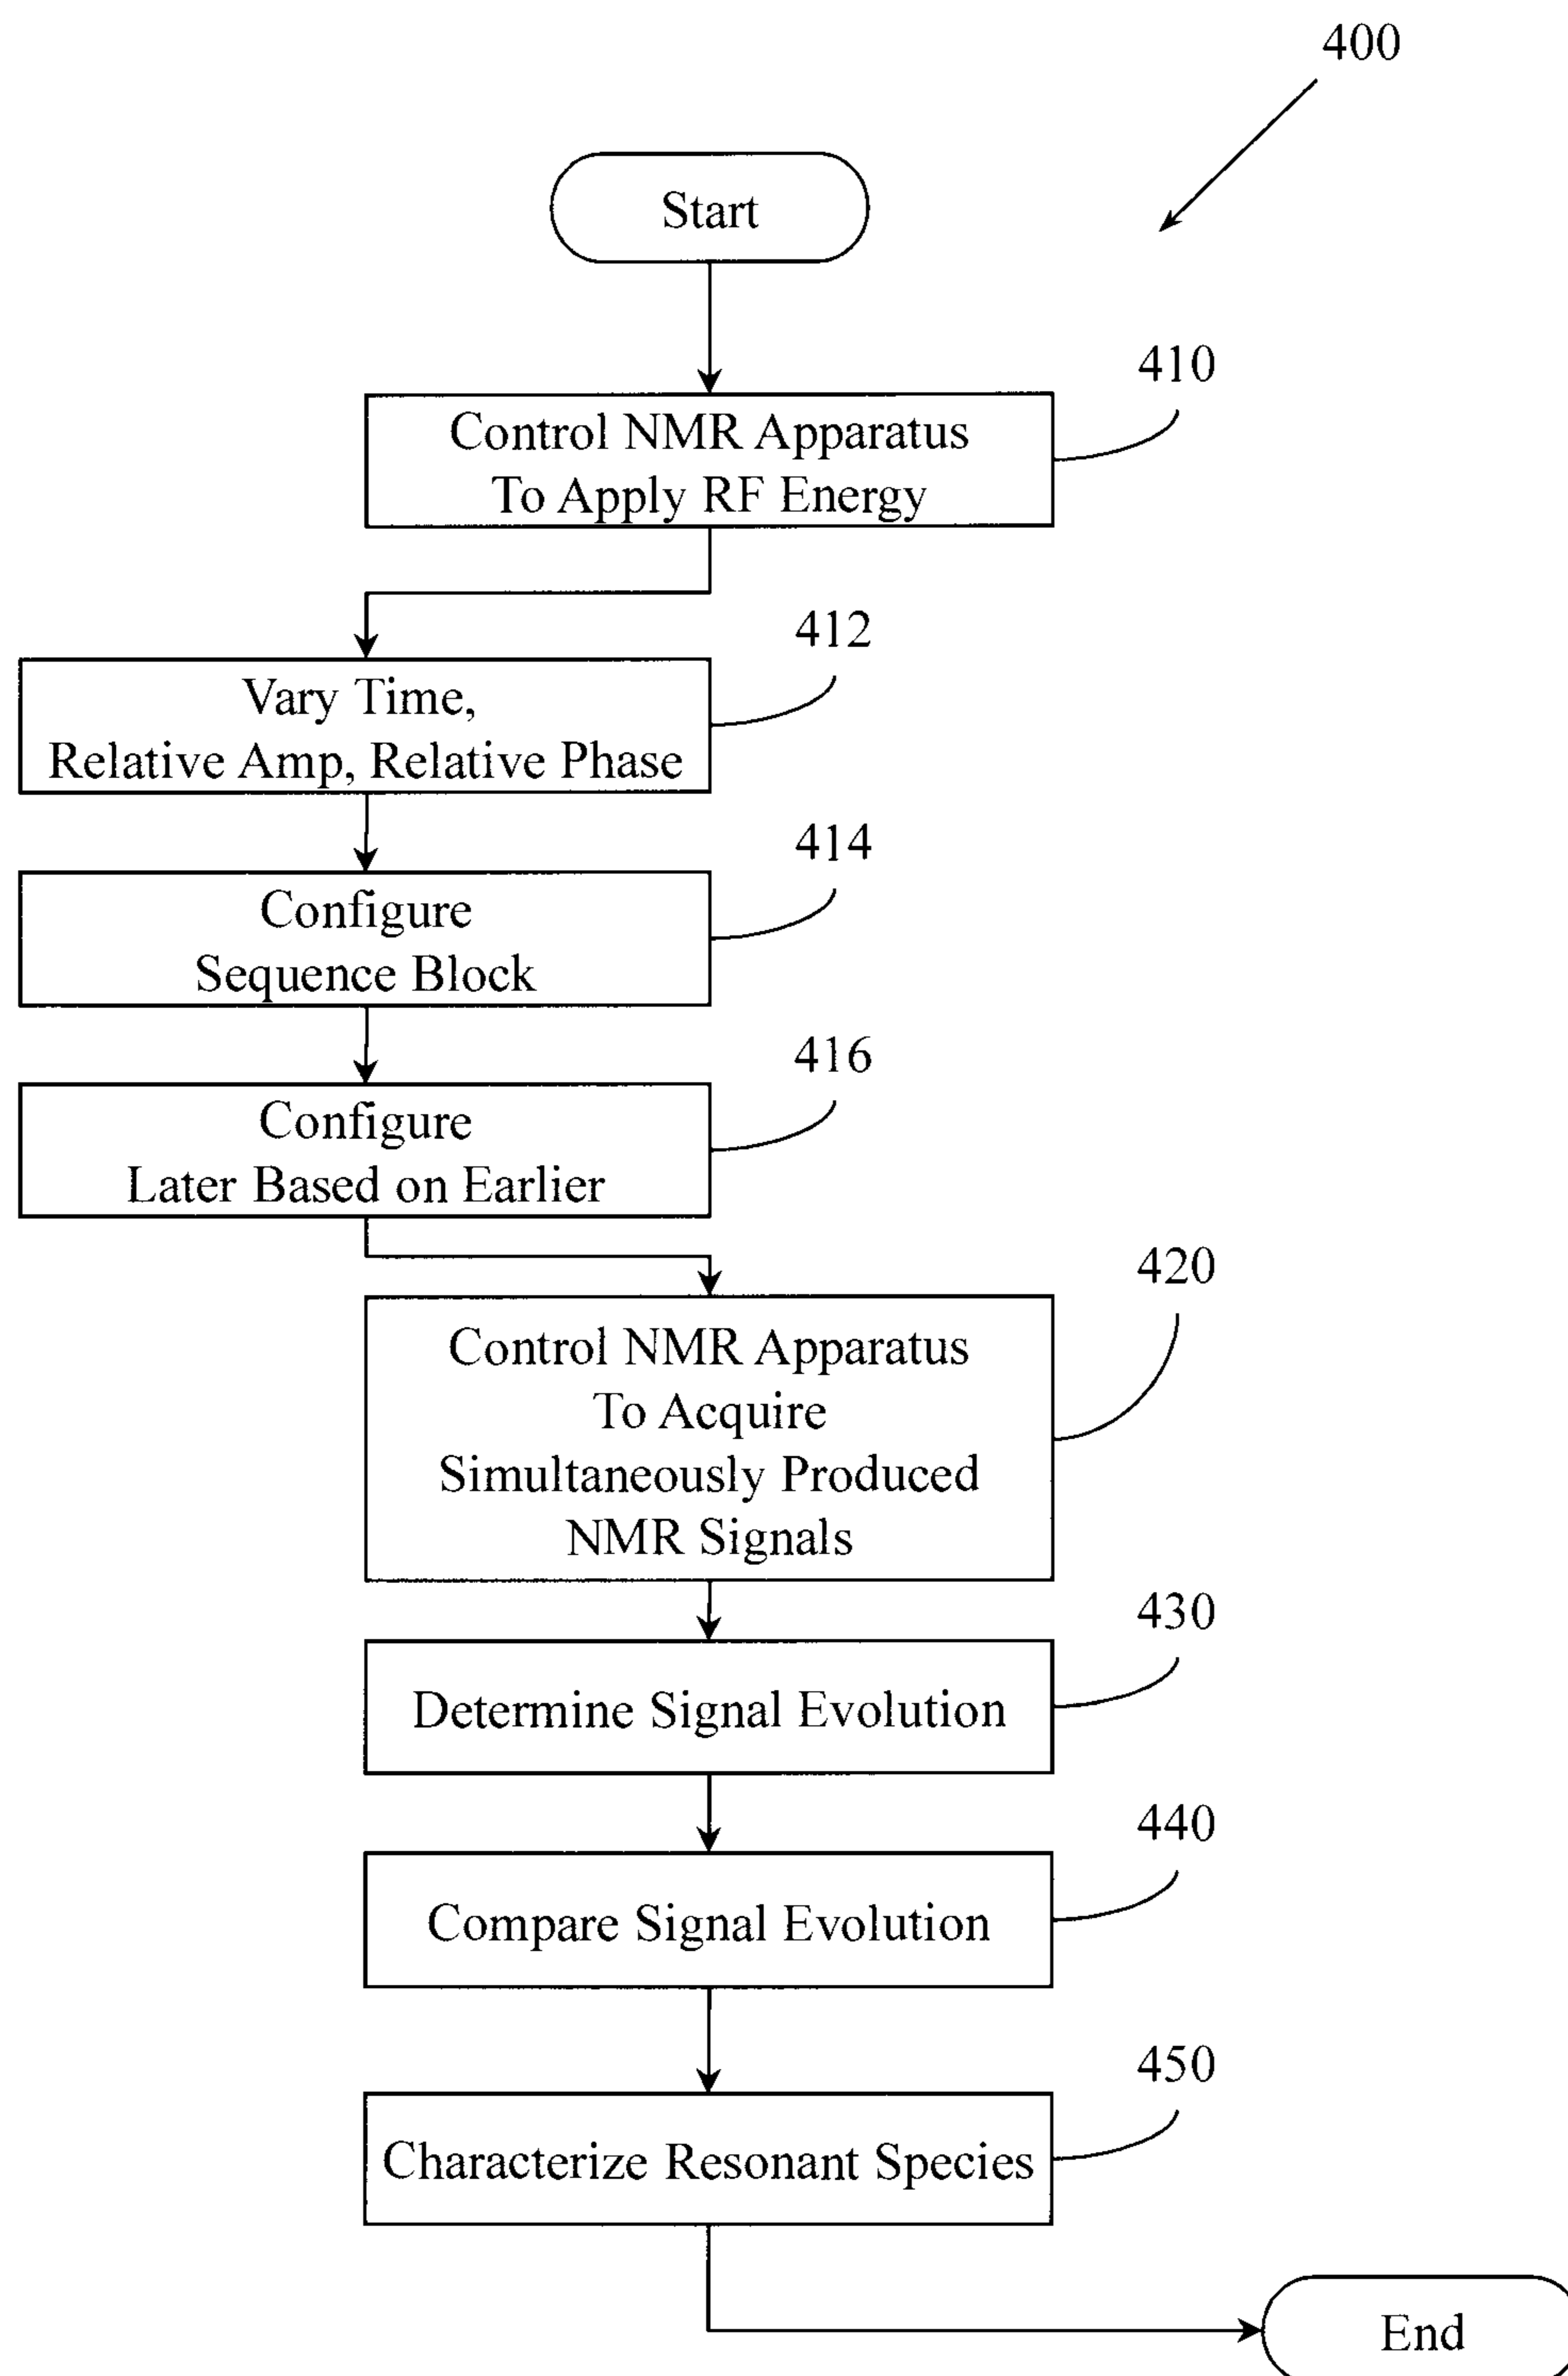 400
Start
410
Control NMR Apparatus
To Apply RF Energy
412
Vary Time,
Relative Amp, Relative Phase
414
Configure
Sequence Block
416
Configure
Later Based on Earlier
420
Control NMR Apparatus
To Acquire
Simultaneously Produced
NMR Signals
430
Determine Signal Evolution
440
Compare Signal Evolution
450
Characterize Resonant Species
End